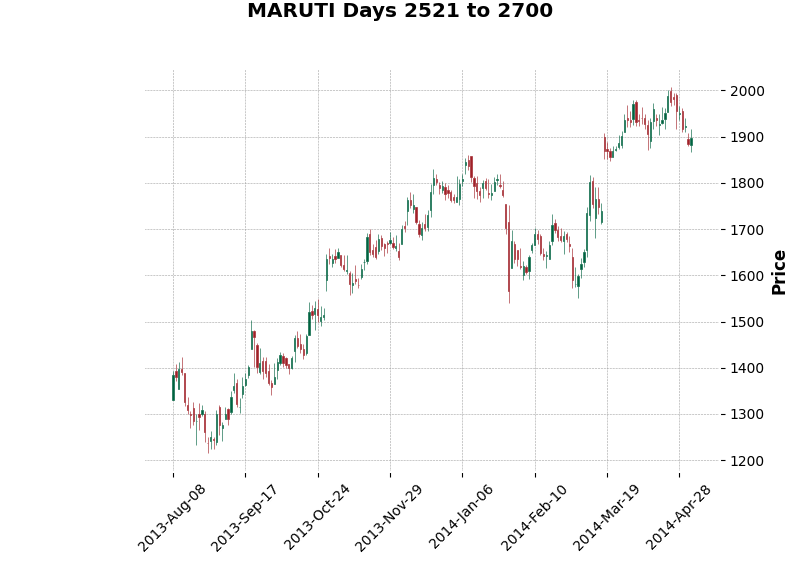 MARUTI Days 2521 to 2700
2000
1900
1800
1700
1600
1500
1400
1300
1200
Price
2013-Aug-08
2013-Sep-17
2013-Oct-24
2013-Nov-29
2014-Jan-06
2014-Feb-10
2014-Mar-19
2014-Apr-28